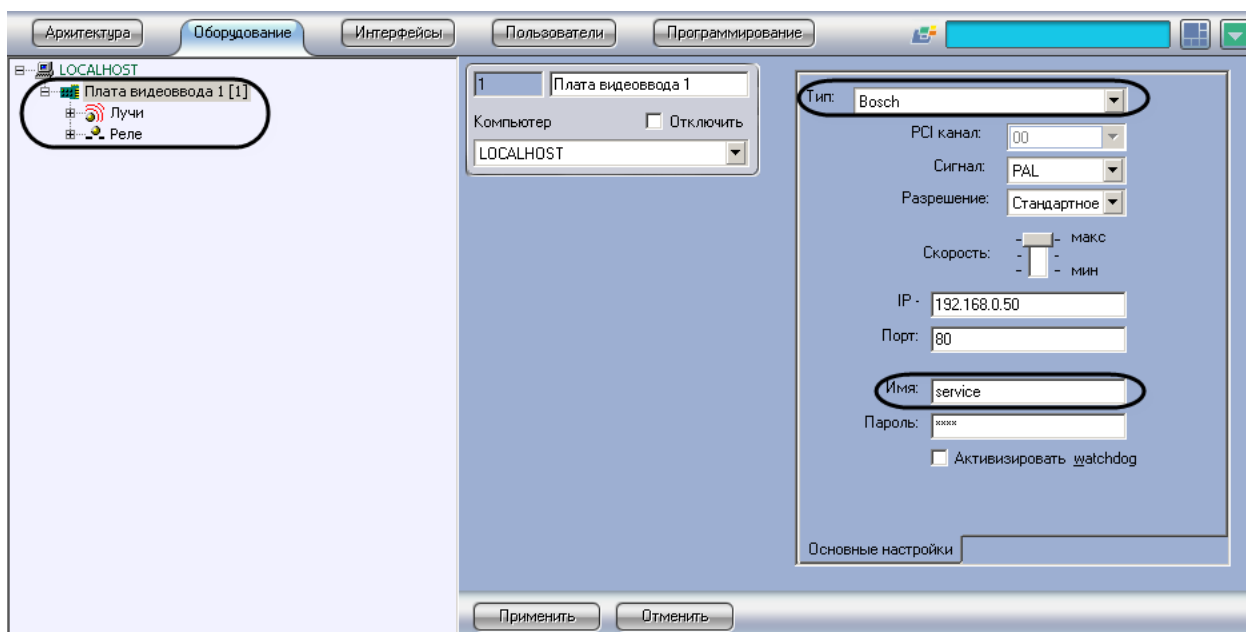 Архитектура
Оборудование
Интерфейсы
Пользователи
Программирование
LOCALHOST
Плата видеоввода 1 [1]
Лучи
Реле
1
Плата видеоввода 1
Компьютер
Отключить
LOCALHOST
Тип: Bosch
PCI канал: 00
Сигнал: PAL
Разрешение: Стандартное
Скорость:
макс
мин
IP - 192.168.0.50
Порт: 80
Имя: service
Пароль: ××××
Активизировать watchdog
Основные настройки
Применить
Отменить